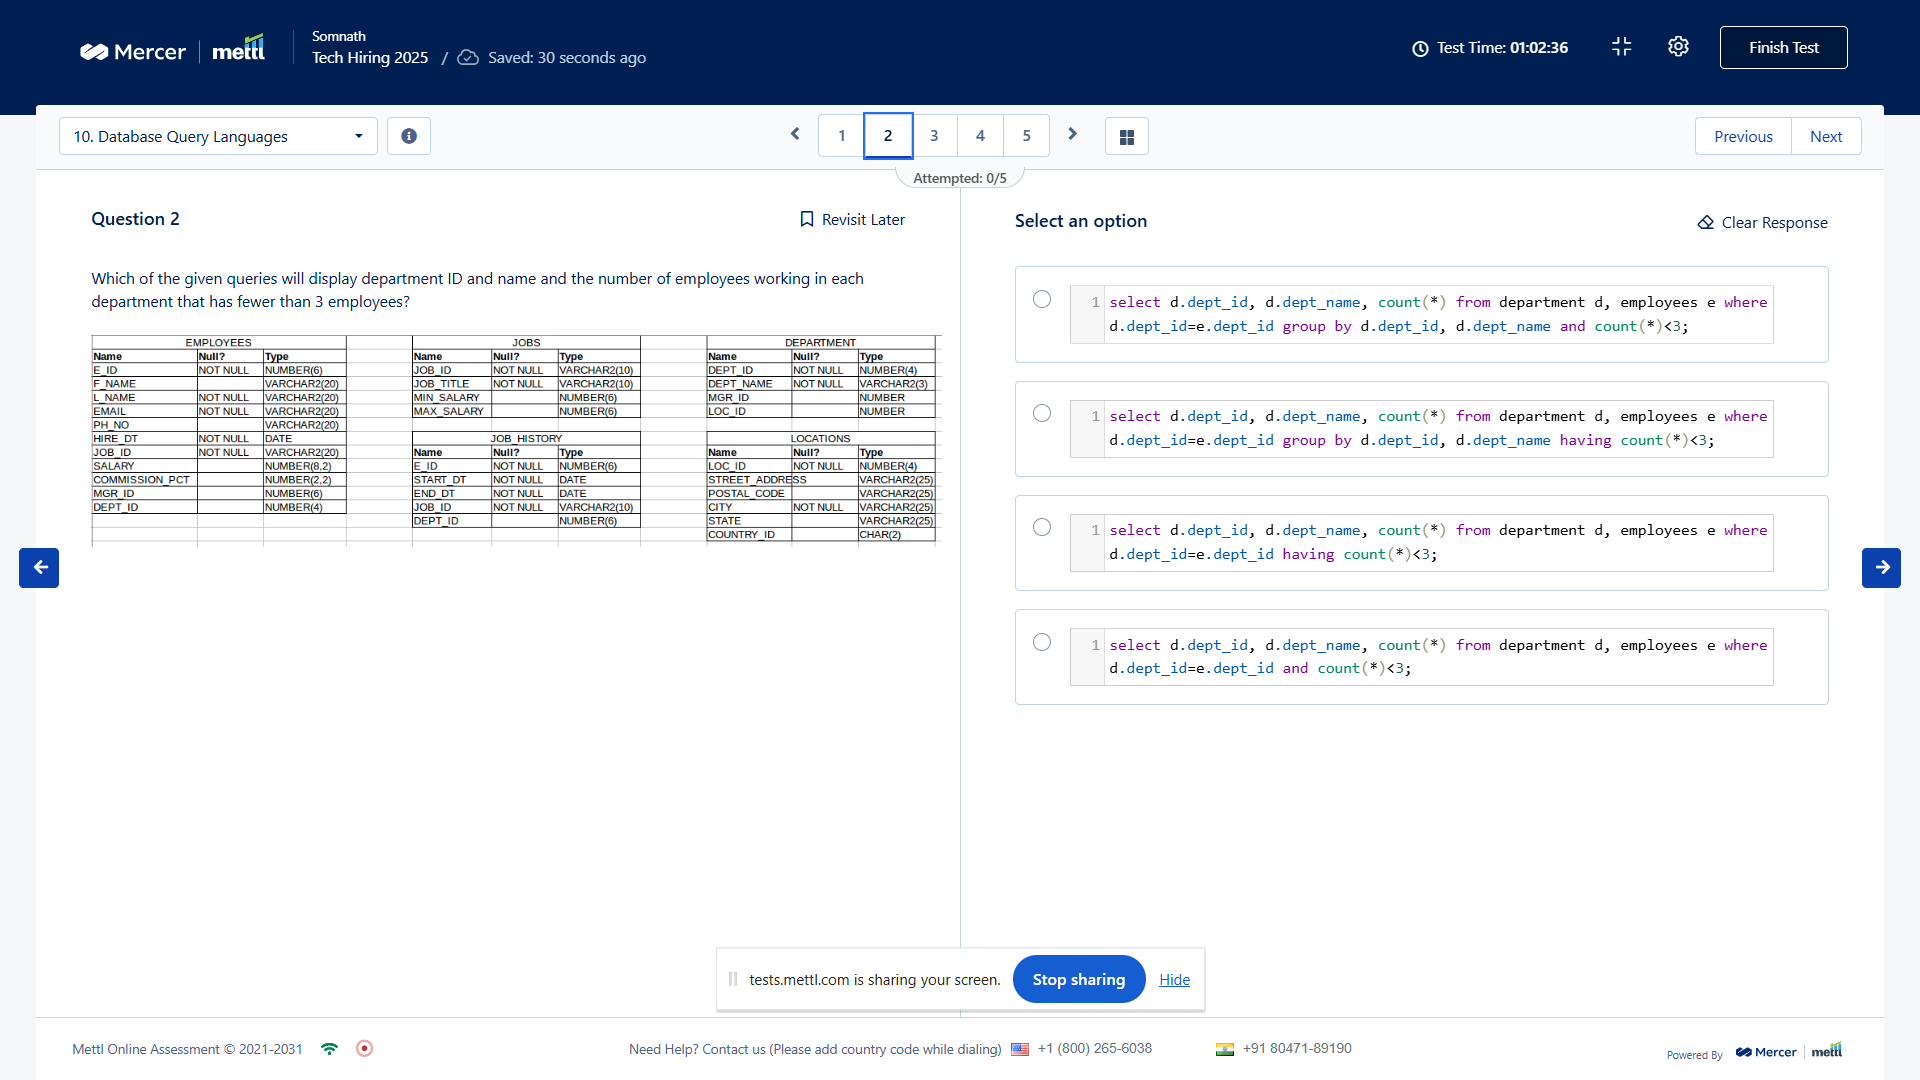 Mercer | mettl
Somnath
Tech Hiring 2025 / Saved: 30 seconds ago
Test Time: 01:02:36
Finish Test
10. Database Query Languages
1 2 3 4 5
Previous Next
Attempted: 0/5
Question 2
Revisit Later
Which of the given queries will display department ID and name and the number of employees working in each
department that has fewer than 3 employees?
EMPLOYEES
Name Null? Type
E_ID NOT NULL NUMBER(6)
F_NAME VARCHAR2(20)
L_NAME NOT NULL VARCHAR2(20)
EMAIL NOT NULL VARCHAR2(20)
PH_NO VARCHAR2(20)
HIRE_DT NOT NULL DATE
JOB_ID NOT NULL VARCHAR2(20)
SALARY NUMBER(8,2)
COMMISSION_PCT NUMBER(2,2)
MGR_ID NUMBER(6)
DEPT_ID NUMBER(4)
JOBS
Name Null? Type
JOB_ID NOT NULL VARCHAR2(10)
JOB_TITLE NOT NULL VARCHAR2(10)
MIN_SALARY NUMBER(6)
MAX_SALARY NUMBER(6)
JOB_HISTORY
Name Null? Type
E_ID NOT NULL NUMBER(6)
START_DT NOT NULL DATE
END_DT NOT NULL DATE
JOB_ID NOT NULL VARCHAR2(10)
DEPT_ID NUMBER(6)
DEPARTMENT
Name Null? Type
DEPT_ID NOT NULL NUMBER(4)
DEPT_NAME NOT NULL VARCHAR2(3)
MGR_ID NUMBER
LOC_ID NUMBER
LOCATIONS
Name Null? Type
LOC_ID NOT NULL NUMBER(4)
STREET_ADDRESS VARCHAR2(25)
POSTAL_CODE VARCHAR2(25)
CITY NOT NULL VARCHAR2(25)
STATE VARCHAR2(25)
COUNTRY_ID CHAR(2)
Select an option
Clear Response
1 select d.dept_id, d.dept_name, count(*) from department d, employees e where
d.dept_id=e.dept_id group by d.dept_id, d.dept_name and count(*)<3;
1 select d.dept_id, d.dept_name, count(*) from department d, employees e where
d.dept_id=e.dept_id group by d.dept_id, d.dept_name having count(*)<3;
1 select d.dept_id, d.dept_name, count(*) from department d, employees e where
d.dept_id=e.dept_id having count(*)<3;
1 select d.dept_id, d.dept_name, count(*) from department d, employees e where
d.dept_id=e.dept_id and count(*)<3;
tests.mettl.com is sharing your screen. Stop sharing Hide
Mettl Online Assessment © 2021-2031
Need Help? Contact us (Please add country code while dialing) +1 (800) 265-6038 +91 80471-89190
Powered By Mercer | mettl